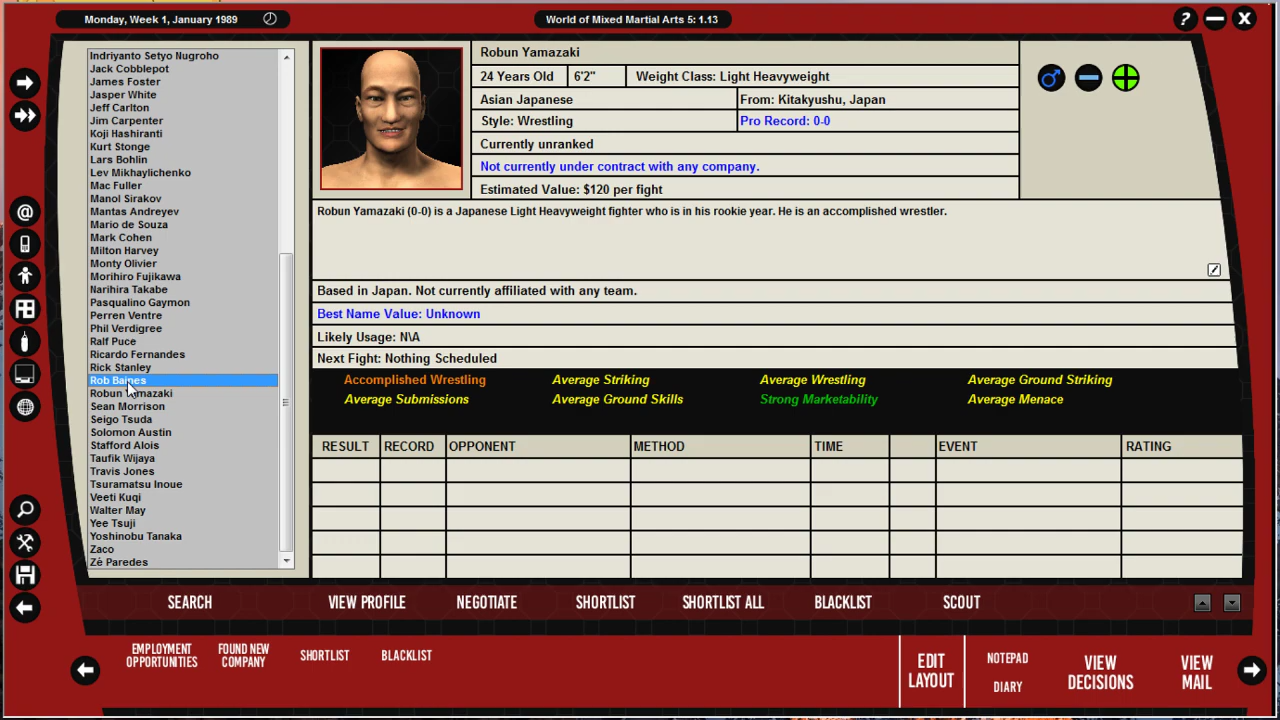 Monday, Week 1, January 1989
World of Mixed Martial Arts 5: 1.13
?
Indriyanto Setyo Nugroho
Jack Cobblepot
James Foster
Jasper White
Jeff Carlton
Jim Carpenter
Koji Hashiranti
Kurt Stonge
Lars Bohlin
Lev Mikhaylichenko
Mac Fuller
Manol Sirakov
Mantas Andreyev
Mario de Souza
Mark Cohen
Milton Harvey
Monty Olivier
Morihiro Fujikawa
Narihira Takabe
Pasqualino Gaymon
Perren Ventre
Phil Verdigree
Ralf Puce
Ricardo Fernandes
Rick Stanley
Rob Baines
Robun Yamazaki
Sean Morrison
Seigo Tsuda
Solomon Austin
Stafford Alois
Taufik Wijaya
Travis Jones
Tsuramatsu Inoue
Veeti Kuqi
Walter May
Yee Tsuji
Yoshinobu Tanaka
Zaco
Zé Paredes
Robun Yamazaki
24 Years Old 6'2" Weight Class: Light Heavyweight
Asian Japanese From: Kitakyushu, Japan
Style: Wrestling Pro Record: 0-0
Currently unranked
Not currently under contract with any company.
Estimated Value: $120 per fight
Robun Yamazaki (0-0) is a Japanese Light Heavyweight fighter who is in his rookie year. He is an accomplished wrestler.
Based in Japan. Not currently affiliated with any team.
Best Name Value: Unknown
Likely Usage: N\A
Next Fight: Nothing Scheduled
Accomplished Wrestling Average Striking Average Wrestling Average Ground Striking
Average Submissions Average Ground Skills Strong Marketability Average Menace
RESULT RECORD OPPONENT METHOD TIME EVENT RATING
SEARCH VIEW PROFILE NEGOTIATE SHORTLIST SHORTLIST ALL BLACKLIST SCOUT
EMPLOYMENT OPPORTUNITIES
FOUND NEW COMPANY
SHORTLIST
BLACKLIST
EDIT LAYOUT
NOTEPAD
DIARY
VIEW DECISIONS
VIEW MAIL